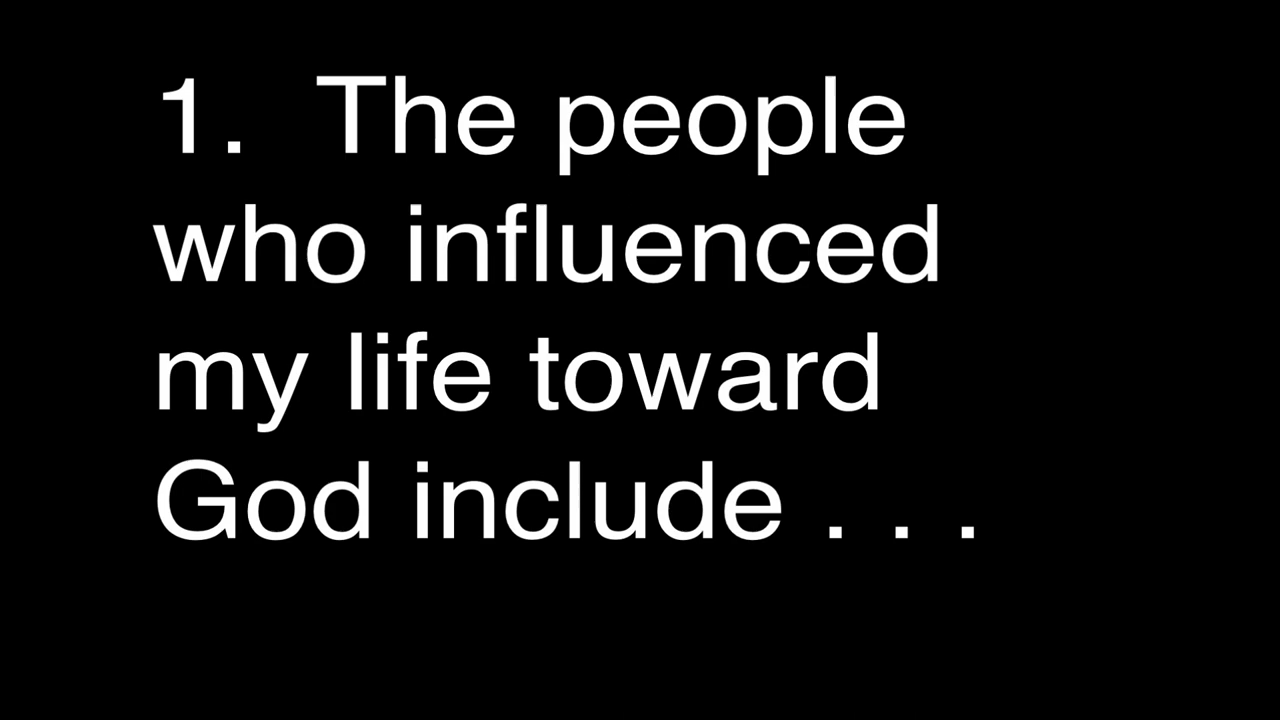 1.  The people
who influenced
my life toward
God include . . .